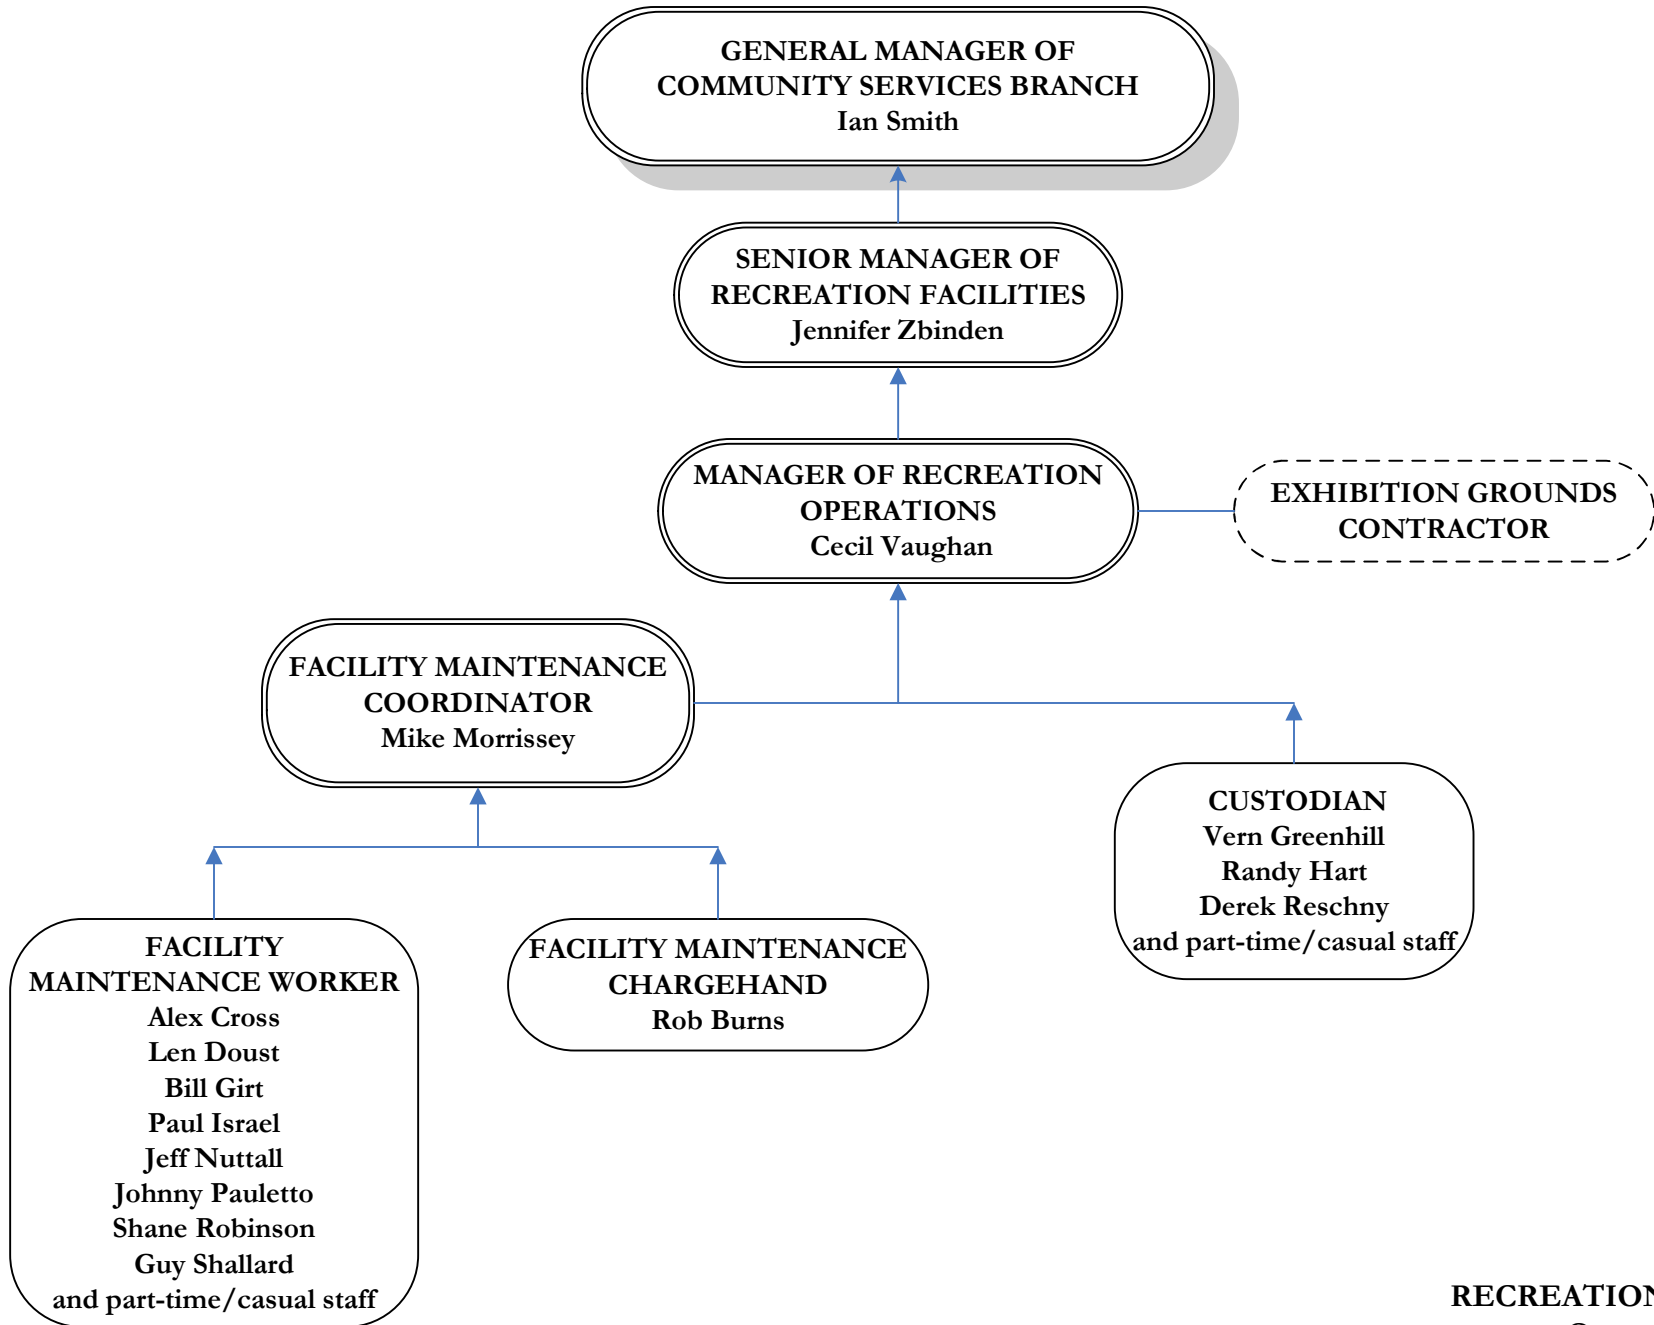 GENERAL MANAGER OF
COMMUNITY SERVICES BRANCH
Ian Smith
SENIOR MANAGER OF
RECREATION FACILITIES
Jennifer Zbinden
MANAGER OF RECREATION
OPERATIONS
Cecil Vaughan
EXHIBITION GROUNDS
CONTRACTOR
FACILITY MAINTENANCE
COORDINATOR
Mike Morrissey
CUSTODIAN
Vern Greenhill
Randy Hart
Derek Reschny
and part-time/casual staff
FACILITY
MAINTENANCE WORKER
Alex Cross
Len Doust
Bill Girt
Paul Israel
Jeff Nuttall
Johnny Pauletto
Shane Robinson
Guy Shallard
and part-time/casual staff
FACILITY MAINTENANCE
CHARGEHAND
Rob Burns
RECREATION